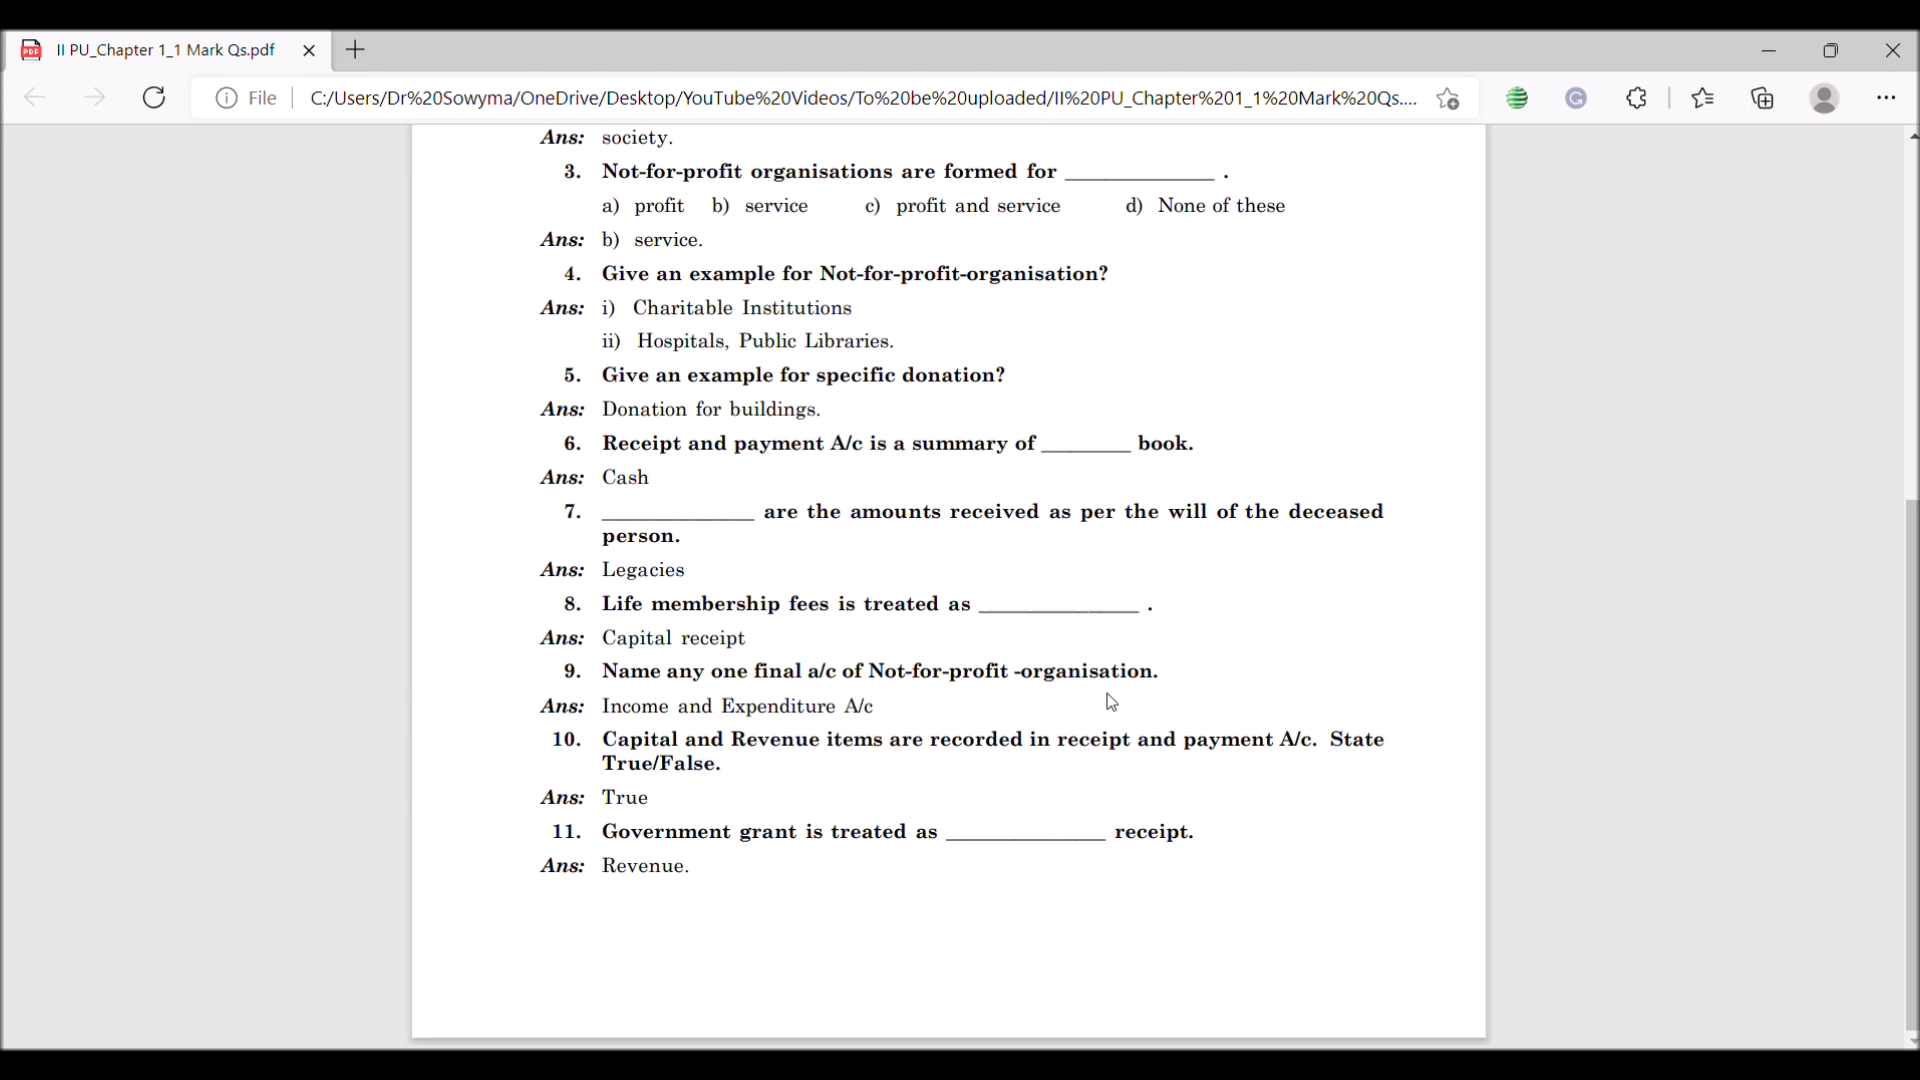 II PU_Chapter 1_1 Mark Qs.pdf
File C:/Users/Dr%20Sowyma/OneDrive/Desktop/YouTube%20Videos/To%20be%20uploaded/II%20PU_Chapter%201_1%20Mark%20Qs....
Ans: society.
3. Not-for-profit organisations are formed for ______________ .
a) profit b) service c) profit and service d) None of these
Ans: b) service.
4. Give an example for Not-for-profit-organisation?
Ans: i) Charitable Institutions
ii) Hospitals, Public Libraries.
5. Give an example for specific donation?
Ans: Donation for buildings.
6. Receipt and payment A/c is a summary of ________ book.
Ans: Cash
7. ______________ are the amounts received as per the will of the deceased
person.
Ans: Legacies
8. Life membership fees is treated as _______________ .
Ans: Capital receipt
9. Name any one final a/c of Not-for-profit -organisation.
Ans: Income and Expenditure A/c
10. Capital and Revenue items are recorded in receipt and payment A/c. State
True/False.
Ans: True
11. Government grant is treated as _______________ receipt.
Ans: Revenue.